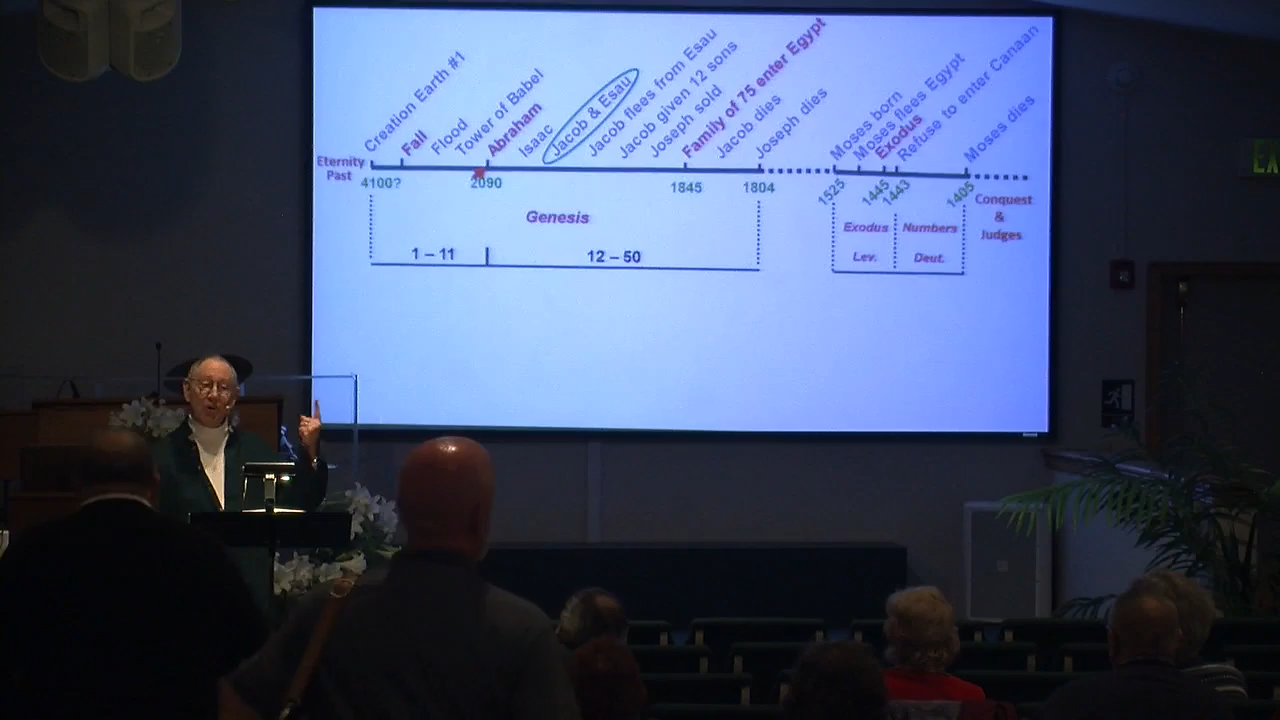 Creation Earth #1
Fall
Flood
Tower of Babel
Abraham
Isaac
Jacob & Esau
Jacob flees from Esau
Jacob given 12 sons
Joseph sold
Family of 75 enter Egypt
Jacob dies
Joseph dies
Moses born
Moses flees Egypt
Exodus
Refuse to enter Canaan
Moses dies
Eternity
Past
4100?
2090
1845
1804
1525
1445
1443
1405
Conquest
&
Judges
Genesis
1 – 11
12 – 50
Exodus
Numbers
Lev.
Deut.
EX